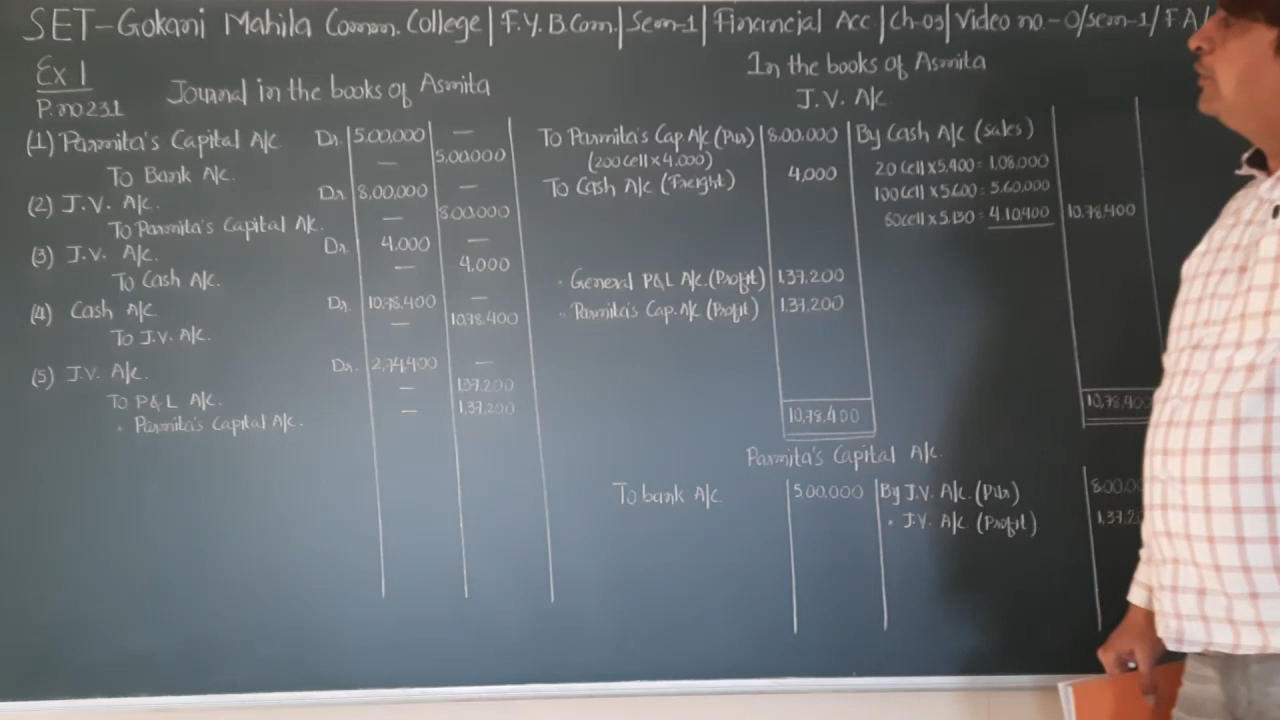 SET-Gokani Mahila Comm. College | F.Y.B.Com. | Sem-1 | Financial Acc | Ch-03 | Video no.-0/sem-1/F.A/
Ex 1
P.no 231
Journal in the books of Asmita
(1) Parmita's Capital A/c Dr. 5,00,000 —
To Bank A/c. — 5,00,000
(2) J.V. A/c. Dr. 8,00,000 —
To Parmita's Capital A/c. — 8,00,000
(3) J.V. A/c. Dr. 4,000 —
To Cash A/c. — 4,000
(4) Cash A/c Dr. 10,78,400 —
To J.V. A/c. — 10,78,400
(5) J.V. A/c. Dr. 2,74,400 —
To P&L A/c. — 1,37,200
" Parmita's Capital A/c. — 1,37,200
In the books of Asmita
J.V. A/c
To Parmita's Cap. A/c (Pur) 8,00,000 By Cash A/c (sales)
(200 cell x 4,000)
To Cash A/c (Freight) 4,000
20 cell x 5,400 = 1,08,000
100 cell x 5,600 = 5,60,000
80 cell x 5,130 = 4,10,400 10,78,400
" General P&L A/c. (Profit) 1,37,200
" Parmita's Cap. A/c (Profit) 1,37,200
10,78,400 10,78,400
Parmita's Capital A/c.
To bank A/c 5,00,000 By J.V. A/c. (Pur) 8,00,0
" J.V. A/c (Profit) 1,37,2